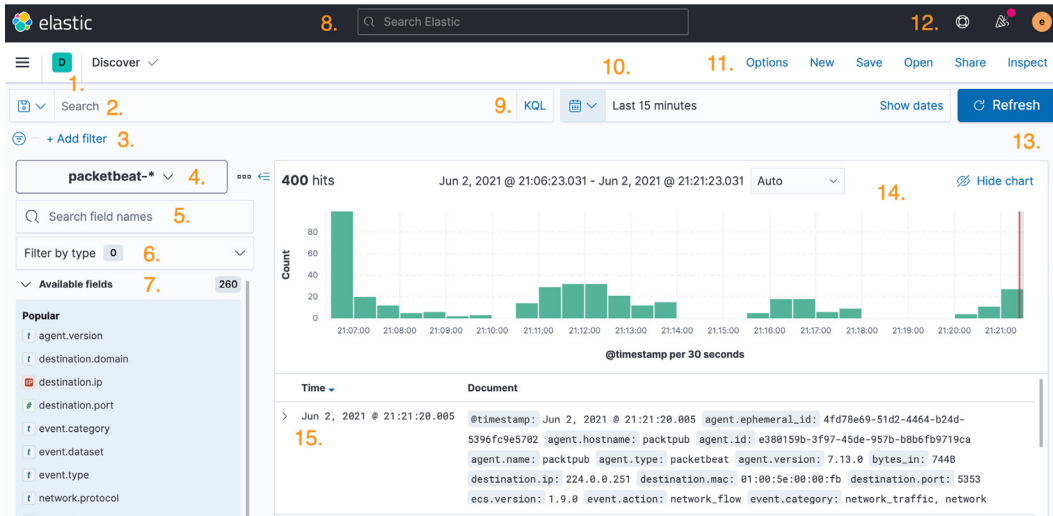 elastic
8.
Search Elastic
12.
e
D
Discover
10.
11.
Options
New
Save
Open
Share
Inspect
1.
Search
2.
9.
KQL
Last 15 minutes
Show dates
Refresh
+ Add filter
3.
13.
packetbeat-*
4.
400 hits
Jun 2, 2021 @ 21:06:23.031 - Jun 2, 2021 @ 21:21:23.031
Auto
14.
Hide chart
Search field names
5.
Filter by type 0
6.
Available fields
7.
260
Popular
t agent.version
t destination.domain
IP destination.ip
# destination.port
t event.category
t event.dataset
t event.type
t network.protocol
Count
80
60
40
20
0
21:07:00 21:08:00 21:09:00 21:10:00 21:11:00 21:12:00 21:13:00 21:14:00 21:15:00 21:16:00 21:17:00 21:18:00 21:19:00 21:20:00 21:21:00
@timestamp per 30 seconds
Time
Document
Jun 2, 2021 @ 21:21:20.005
15.
@timestamp: Jun 2, 2021 @ 21:21:20.005 agent.ephemeral_id: 4fd78e69-51d2-4464-b24d-
5396fc9e5702 agent.hostname: packtpub agent.id: e380159b-3f97-45de-957b-b8b6fb9719ca
agent.name: packtpub agent.type: packetbeat agent.version: 7.13.0 bytes_in: 744B
destination.ip: 224.0.0.251 destination.mac: 01:00:5e:00:00:fb destination.port: 5353
ecs.version: 1.9.0 event.action: network_flow event.category: network_traffic, network